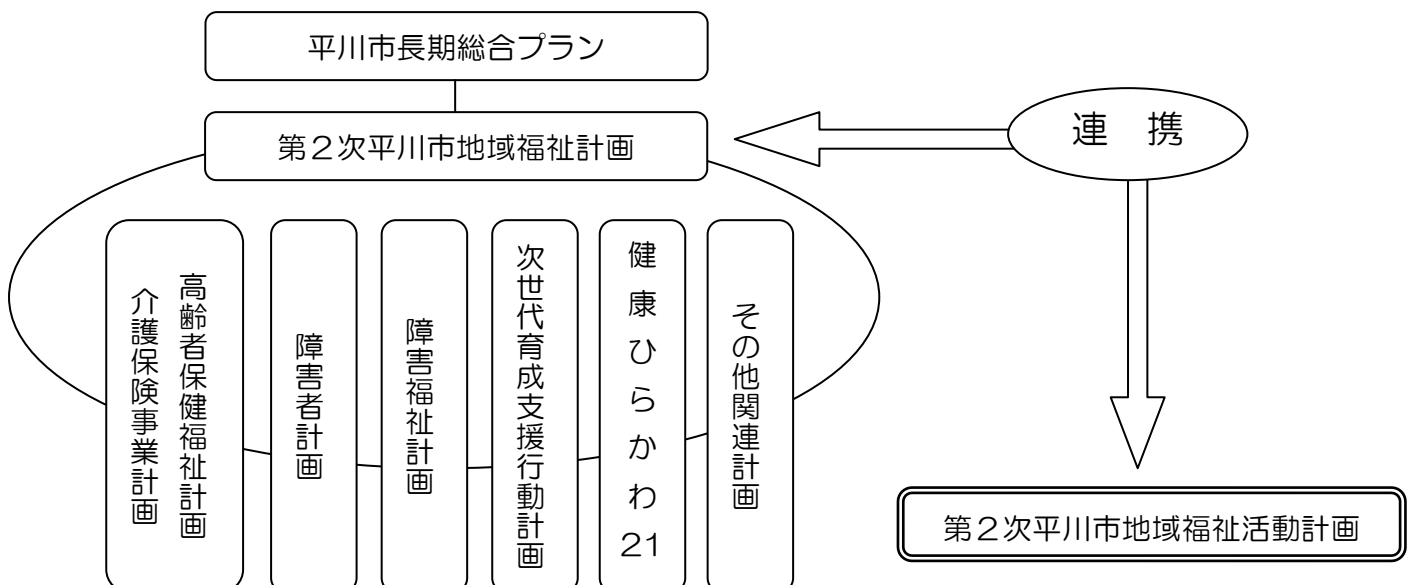 平川市長期総合プラン
第２次平川市地域福祉計画
連　携
高齢者保健福祉計画
介護保険事業計画
障害者計画
障害福祉計画
次世代育成支援行動計画
健康ひらかわ21
その他関連計画
第２次平川市地域福祉活動計画